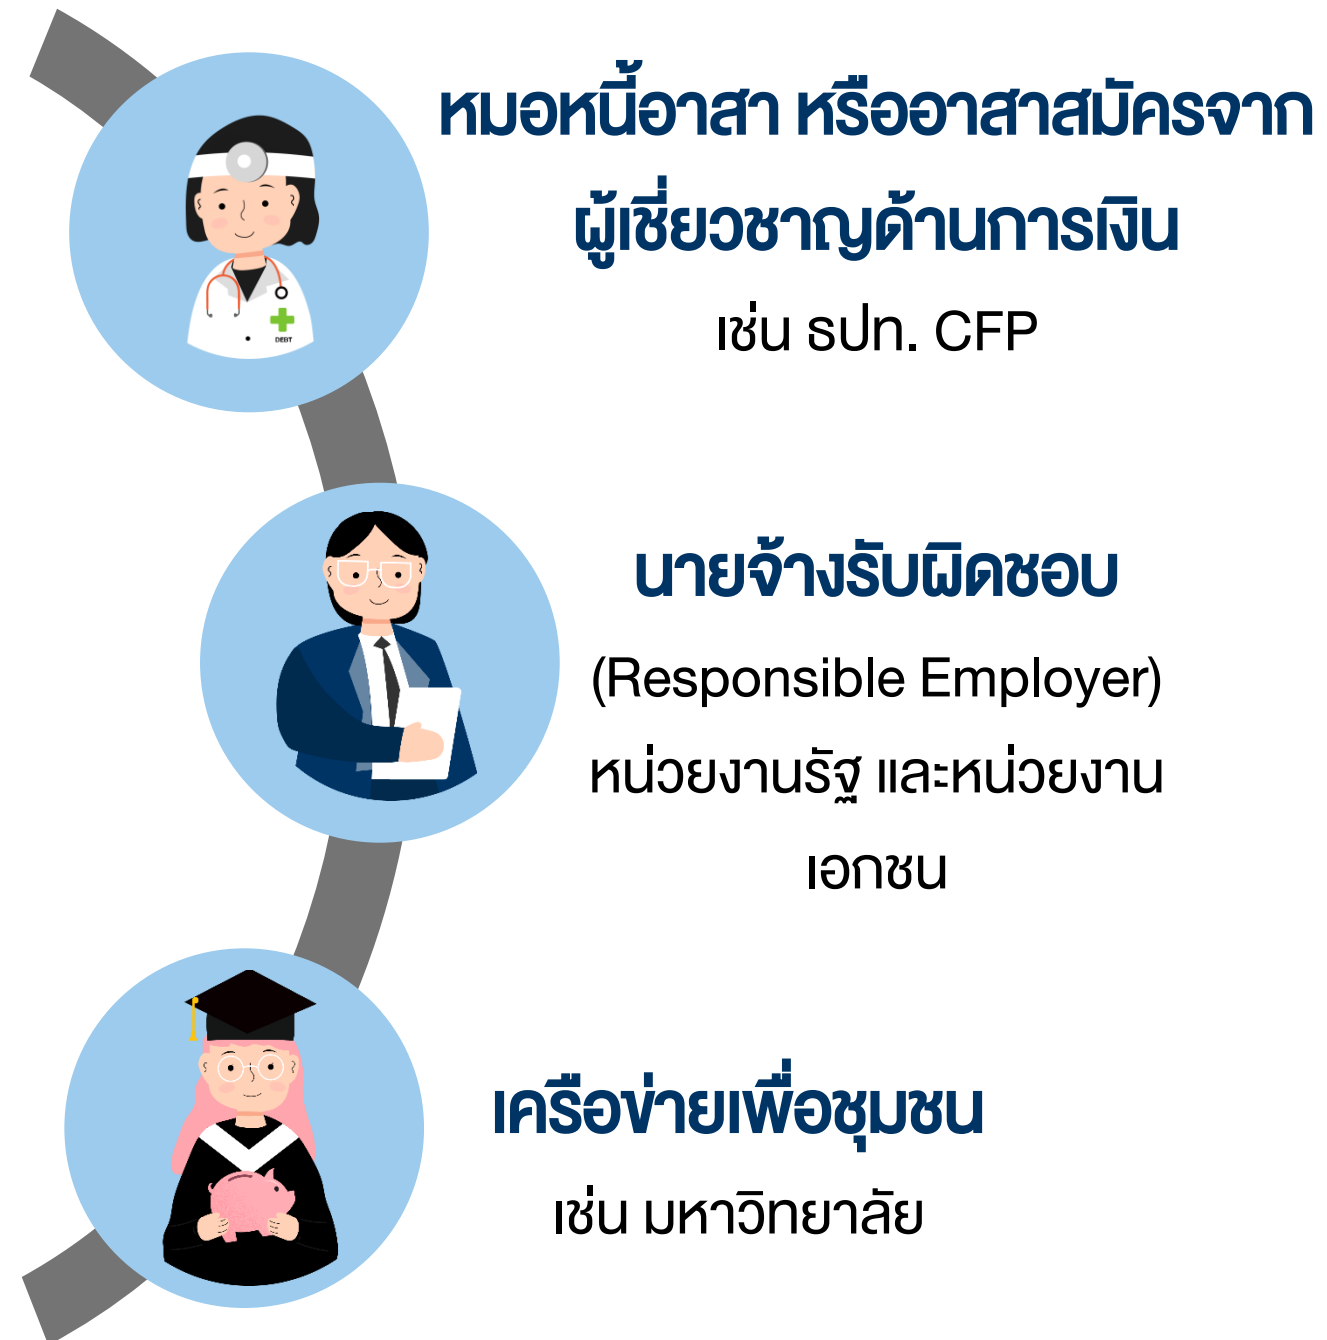 หมอหนี้อาสา หรืออาสาสมัครจาก
ผู้เชี่ยวชาญด้านการเงิน
เช่น ธปท. CFP
DEBT
นายจ้างรับผิดชอบ
(Responsible Employer)
หน่วยงานรัฐ และหน่วยงาน
เอกชน
เครือข่ายเพื่อชุมชน
เช่น มหาวิทยาลัย